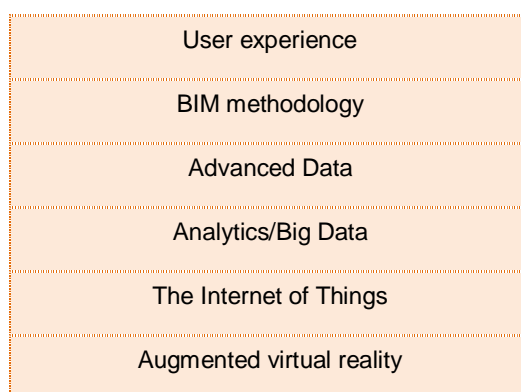 User experience
BIM methodology
Advanced Data
Analytics/Big Data
The Internet of Things
Augmented virtual reality